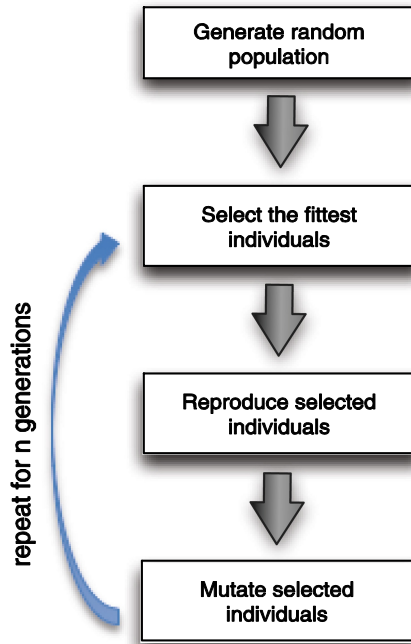 Generate random
population
Select the fittest
individuals
Reproduce selected
individuals
Mutate selected
individuals
repeat for n generations